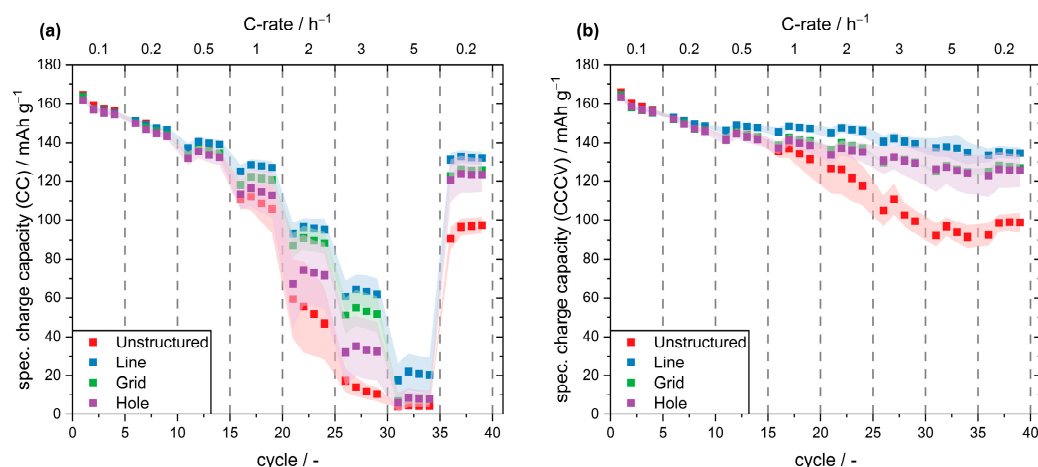 (a)
C-rate / h⁻¹
0.1 0.2 0.5 1 2 3 5 0.2
180
160
140
120
100
80
60
40
20
0
spec. charge capacity (CC) / mAh g⁻¹
Unstructured
Line
Grid
Hole
0 5 10 15 20 25 30 35 40
cycle / -
(b)
C-rate / h⁻¹
0.1 0.2 0.5 1 2 3 5 0.2
180
160
140
120
100
80
60
40
20
0
spec. charge capacity (CCCV) / mAh g⁻¹
Unstructured
Line
Grid
Hole
0 5 10 15 20 25 30 35 40
cycle / -